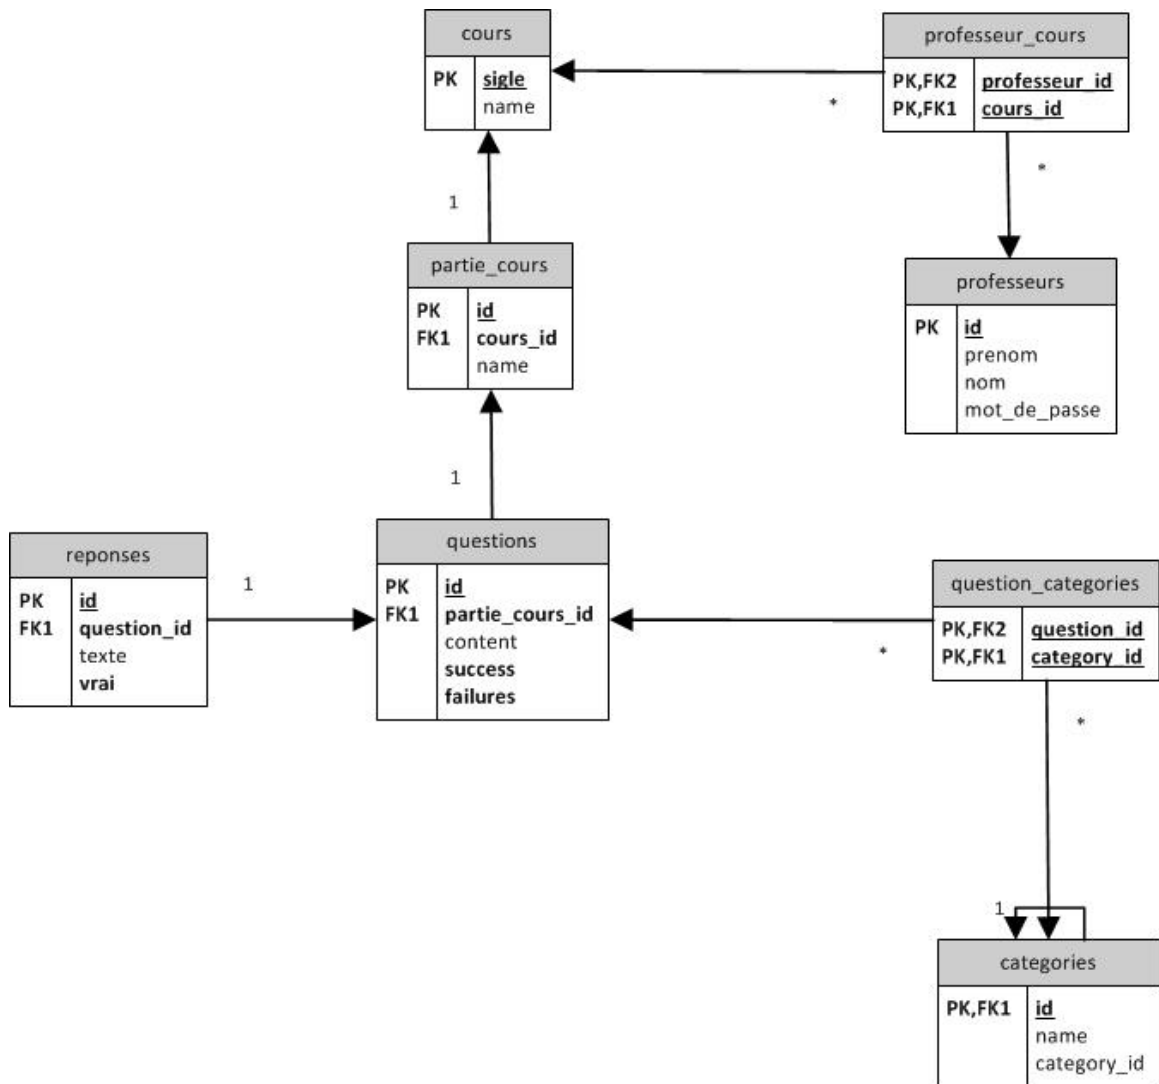 cours
PK sigle
name
professeur_cours
PK,FK2 professeur_id
PK,FK1 cours_id
*
*
1
partie_cours
PK id
FK1 cours_id
name
professeurs
PK id
prenom
nom
mot_de_passe
1
reponses
PK id
FK1 question_id
texte
vrai
1
questions
PK id
FK1 partie_cours_id
content
success
failures
question_categories
PK,FK2 question_id
PK,FK1 category_id
*
*
1
categories
PK,FK1 id
name
category_id